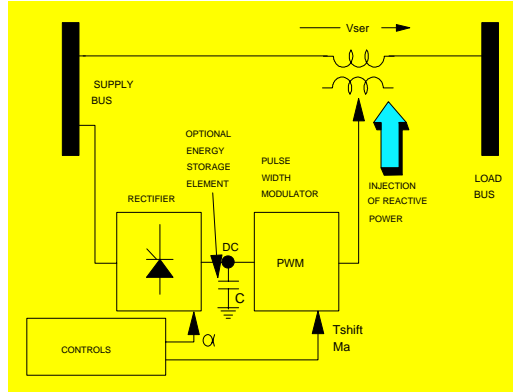 Vser
SUPPLY
BUS
OPTIONAL
ENERGY
STORAGE
ELEMENT
PULSE
WIDTH
MODULATOR
RECTIFIER
INJECTION
OF REACTIVE
POWER
LOAD
BUS
DC
PWM
C
CONTROLS
α
Tshift
Ma